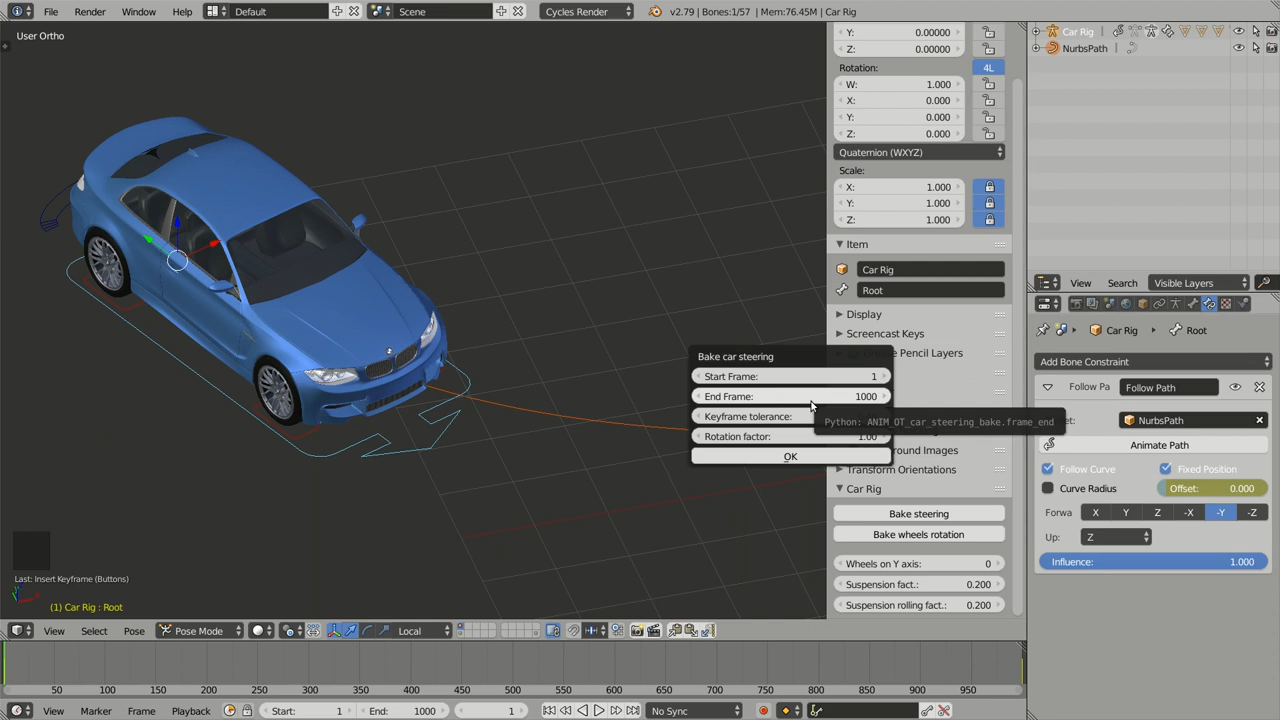 File Render Window Help Default Scene Cycles Render v2.79 | Bones:1/57 | Mem:76.45M | Car Rig
User Ortho
Y: 0.00000
Z: 0.00000
Rotation: 4L
W: 1.000
X: 0.000
Y: 0.000
Z: 0.000
Quaternion (WXYZ)
Scale:
X: 1.000
Y: 1.000
Z: 1.000
Item
Car Rig
Root
Display
Screencast Keys
Pencil Layers
Bake car steering
Start Frame: 1
End Frame: 1000
Keyframe tolerance:
Rotation factor: 1.00
OK
Python: ANIM_OT_car_steering_bake.frame_end
ound Images
Transform Orientations
Car Rig
Bake steering
Bake wheels rotation
Wheels on Y axis: 0
Suspension fact.: 0.200
Suspension rolling fact.: 0.200
Last: Insert Keyframe (Buttons)
(1) Car Rig : Root
View Select Pose Pose Mode Local
50 100 150 200 250 300 350 400 450 500 550 600 650 700 750 800 850 900 950
View Marker Frame Playback Start: 1 End: 1000 1 No Sync
Car Rig
NurbsPath
View Search Visible Layers
Car Rig Root
Add Bone Constraint
Follow Pa Follow Path
et: NurbsPath
Animate Path
Follow Curve Fixed Position
Curve Radius Offset: 0.000
Forwa X Y Z -X -Y -Z
Up: Z
Influence: 1.000